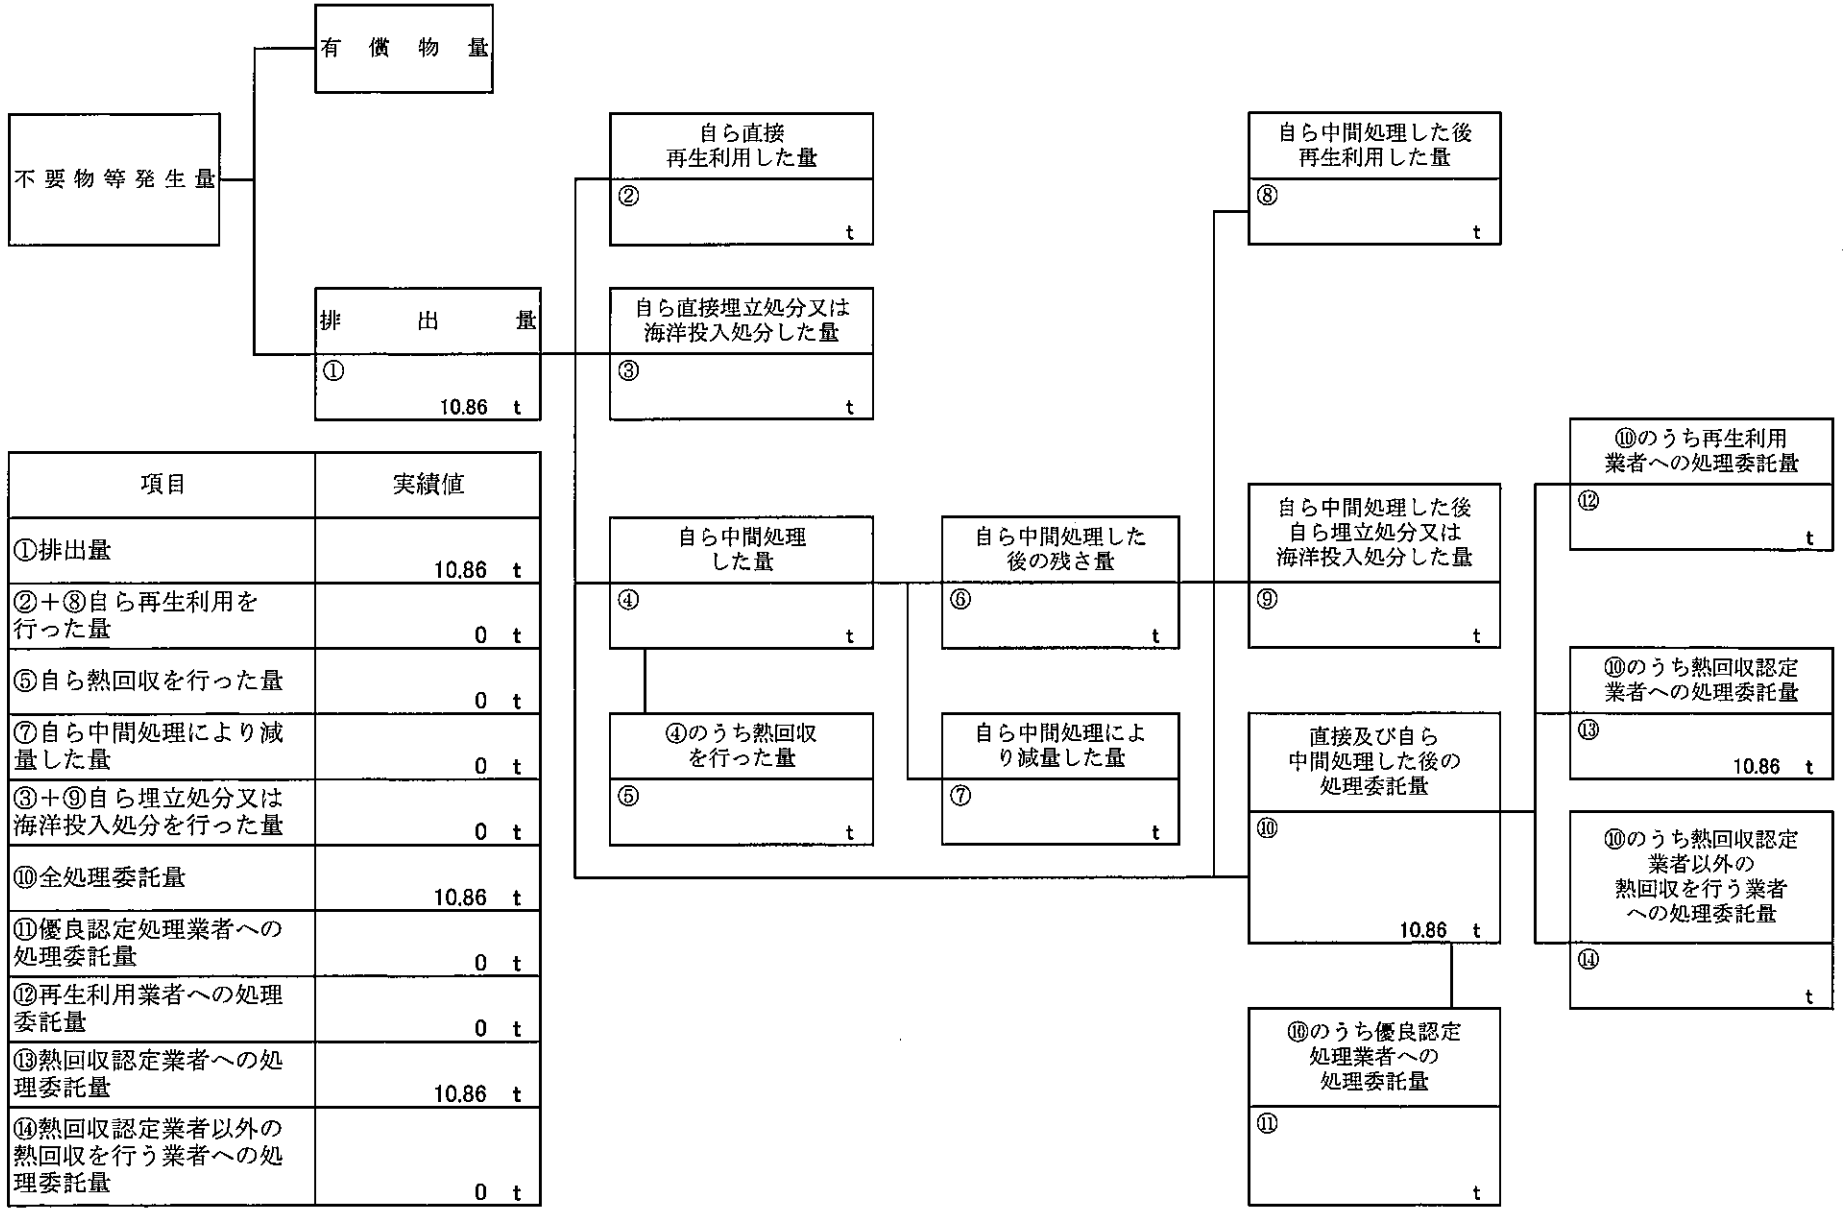 有償物量
不要物等発生量
排出量
①
10.86 t
自ら直接
再生利用した量
②
t
自ら直接埋立処分又は
海洋投入処分した量
③
t
自ら中間処理
した量
④
t
④のうち熱回収
を行った量
⑤
t
自ら中間処理した
後の残さ量
⑥
t
自ら中間処理によ
り減量した量
⑦
t
自ら中間処理した後
再生利用した量
⑧
t
自ら中間処理した後
自ら埋立処分又は
海洋投入処分した量
⑨
t
直接及び自ら
中間処理した後の
処理委託量
⑩
10.86 t
⑩のうち優良認定
処理業者への
処理委託量
⑪
t
⑩のうち再生利用
業者への処理委託量
⑫
t
⑩のうち熱回収認定
業者への処理委託量
⑬
10.86 t
⑩のうち熱回収認定
業者以外の
熱回収を行う業者
への処理委託量
⑭
t
項目 実績値
①排出量
10.86 t
②+⑧自ら再生利用を
行った量
0 t
⑤自ら熱回収を行った量
0 t
⑦自ら中間処理により減
量した量
0 t
③+⑨自ら埋立処分又は
海洋投入処分を行った量
0 t
⑩全処理委託量
10.86 t
⑪優良認定処理業者への
処理委託量
0 t
⑫再生利用業者への処理
委託量
0 t
⑬熱回収認定業者への処
理委託量
10.86 t
⑭熱回収認定業者以外の
熱回収を行う業者への処
理委託量
0 t